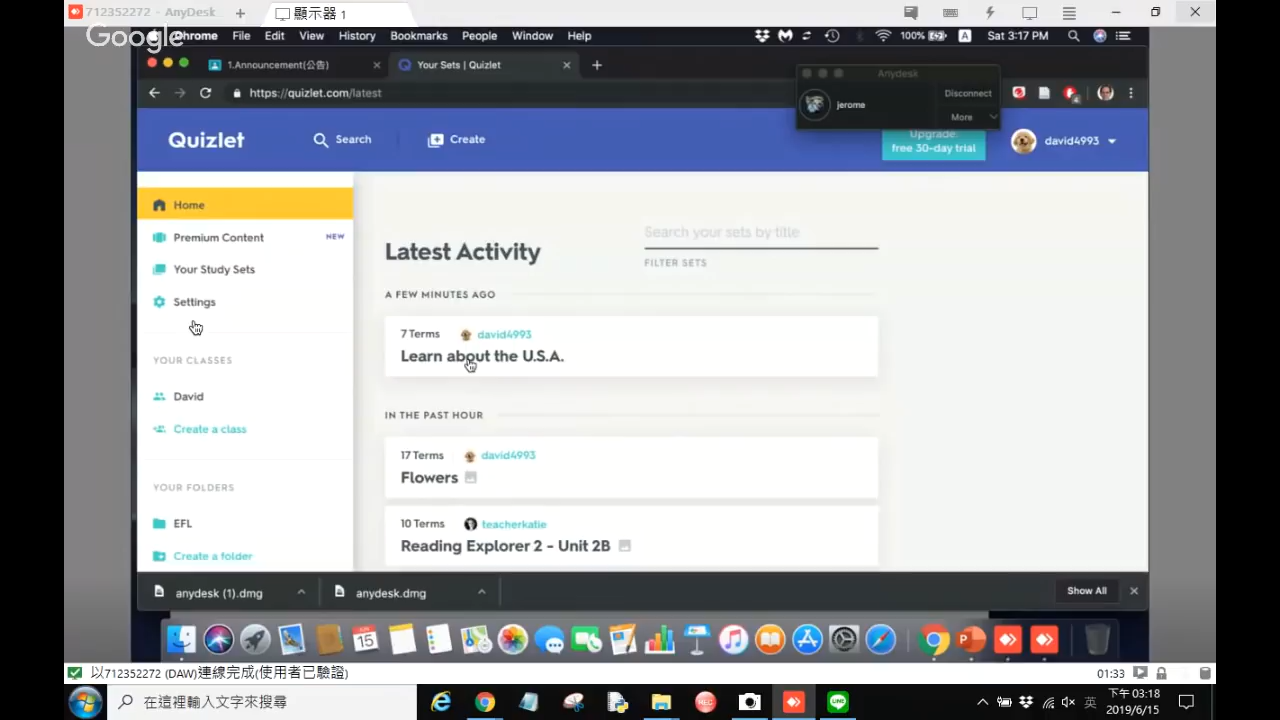 712352272 - AnyDesk
顯示器 1
Google
Chrome File Edit View History Bookmarks People Window Help
100%
Sat 3:17 PM
1.Announcement(公告)
Your Sets | Quizlet
Anydesk
https://quizlet.com/latest
jerome
Disconnect
More
Quizlet
Search
Create
Upgrade:
free 30-day trial
david4993
Home
Premium Content NEW
Your Study Sets
Settings
YOUR CLASSES
David
Create a class
YOUR FOLDERS
EFL
Create a folder
Latest Activity
Search your sets by title
FILTER SETS
A FEW MINUTES AGO
7 Terms david4993
Learn about the U.S.A.
IN THE PAST HOUR
17 Terms david4993
Flowers
10 Terms teacherkatie
Reading Explorer 2 - Unit 2B
anydesk (1).dmg
anydesk.dmg
Show All
15
以712352272 (DAW)連線完成(使用者已驗證)
01:33
在這裡輸入文字來搜尋
REC
LINE
英
下午 03:18
2019/6/15